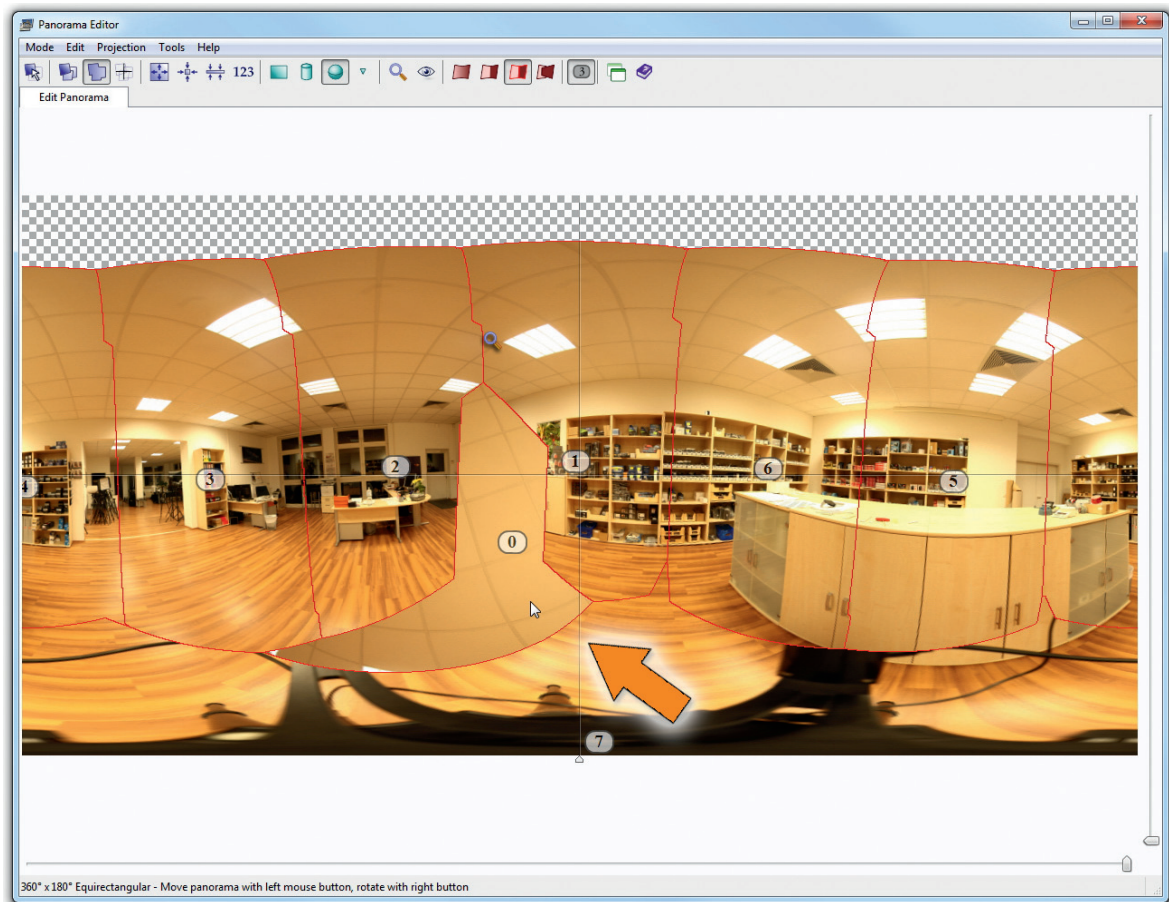 Panorama Editor
Mode Edit Projection Tools Help
123 3
Edit Panorama
1
2
6
3
5
4
0
7
360° x 180° Equirectangular - Move panorama with left mouse button, rotate with right button